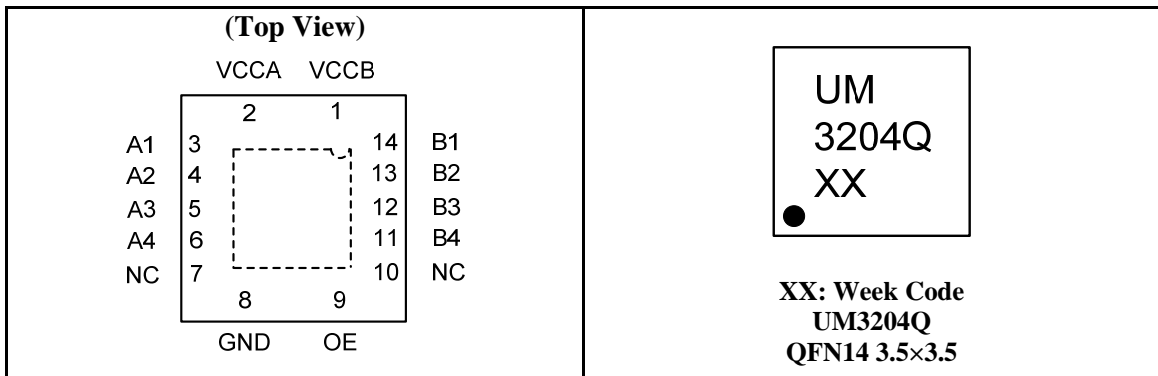 (Top View)
VCCA VCCB
2 1
A1 3 14 B1
A2 4 13 B2
A3 5 12 B3
A4 6 11 B4
NC 7 10 NC
8 9
GND OE
UM
3204Q
XX
XX: Week Code
UM3204Q
QFN14 3.5×3.5